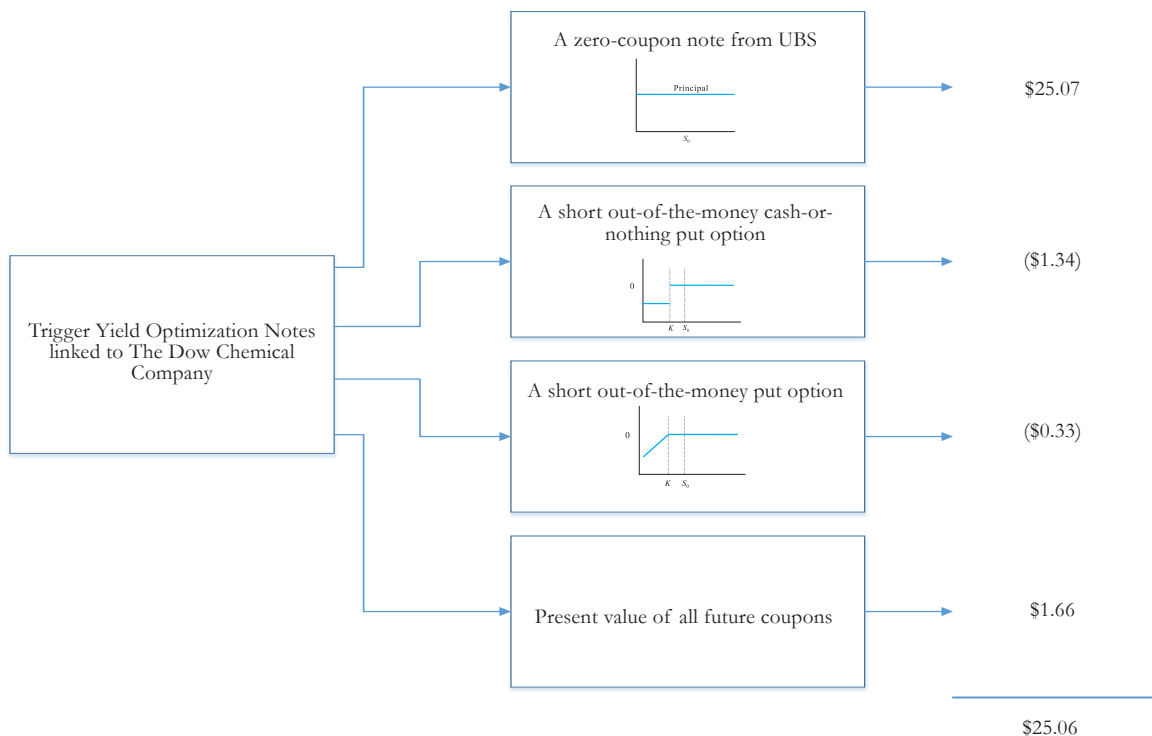 A zero-coupon note from UBS
Principal
S₀
$25.07
A short out-of-the-money cash-or-
nothing put option
0
K
S₀
($1.34)
Trigger Yield Optimization Notes
linked to The Dow Chemical
Company
A short out-of-the-money put option
0
K
S₀
($0.33)
Present value of all future coupons
$1.66
$25.06